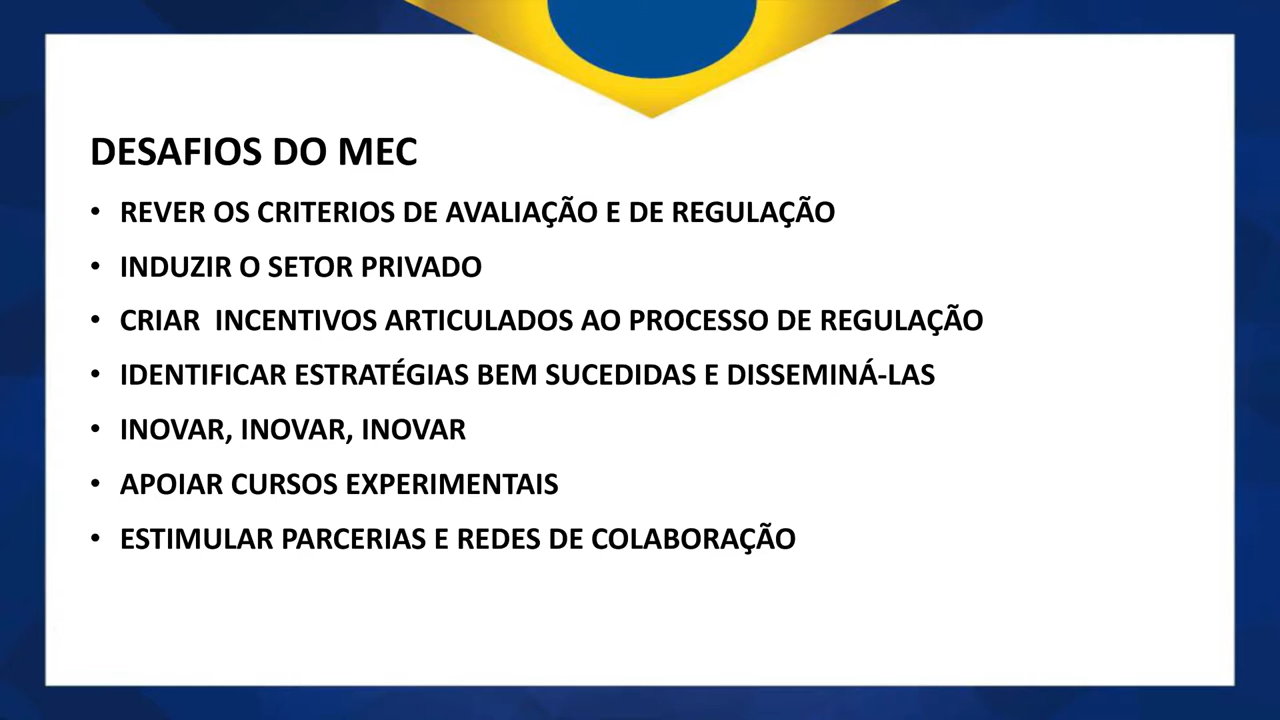 DESAFIOS DO MEC
• REVER OS CRITERIOS DE AVALIAÇÃO E DE REGULAÇÃO
• INDUZIR O SETOR PRIVADO
• CRIAR  INCENTIVOS ARTICULADOS AO PROCESSO DE REGULAÇÃO
• IDENTIFICAR ESTRATÉGIAS BEM SUCEDIDAS E DISSEMINÁ-LAS
• INOVAR, INOVAR, INOVAR
• APOIAR CURSOS EXPERIMENTAIS
• ESTIMULAR PARCERIAS E REDES DE COLABORAÇÃO